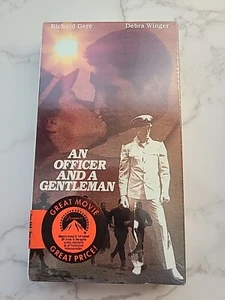 Richard Gere Debra Winger
AN
OFFICER
AND A
GENTLEMAN
GREAT MOVIE
GREAT PRICE!